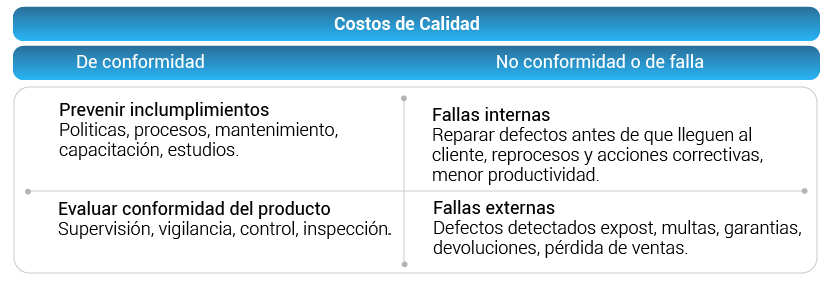 Costos de Calidad
De conformidad
No conformidad o de falla
Prevenir inclumplimientos
Politicas, procesos, mantenimiento,
capacitación, estudios.
Fallas internas
Reparar defectos antes de que lleguen al
cliente, reprocesos y acciones correctivas,
menor productividad.
Evaluar conformidad del producto
Supervisión, vigilancia, control, inspección.
Fallas externas
Defectos detectados expost, multas, garantias,
devoluciones, pérdida de ventas.